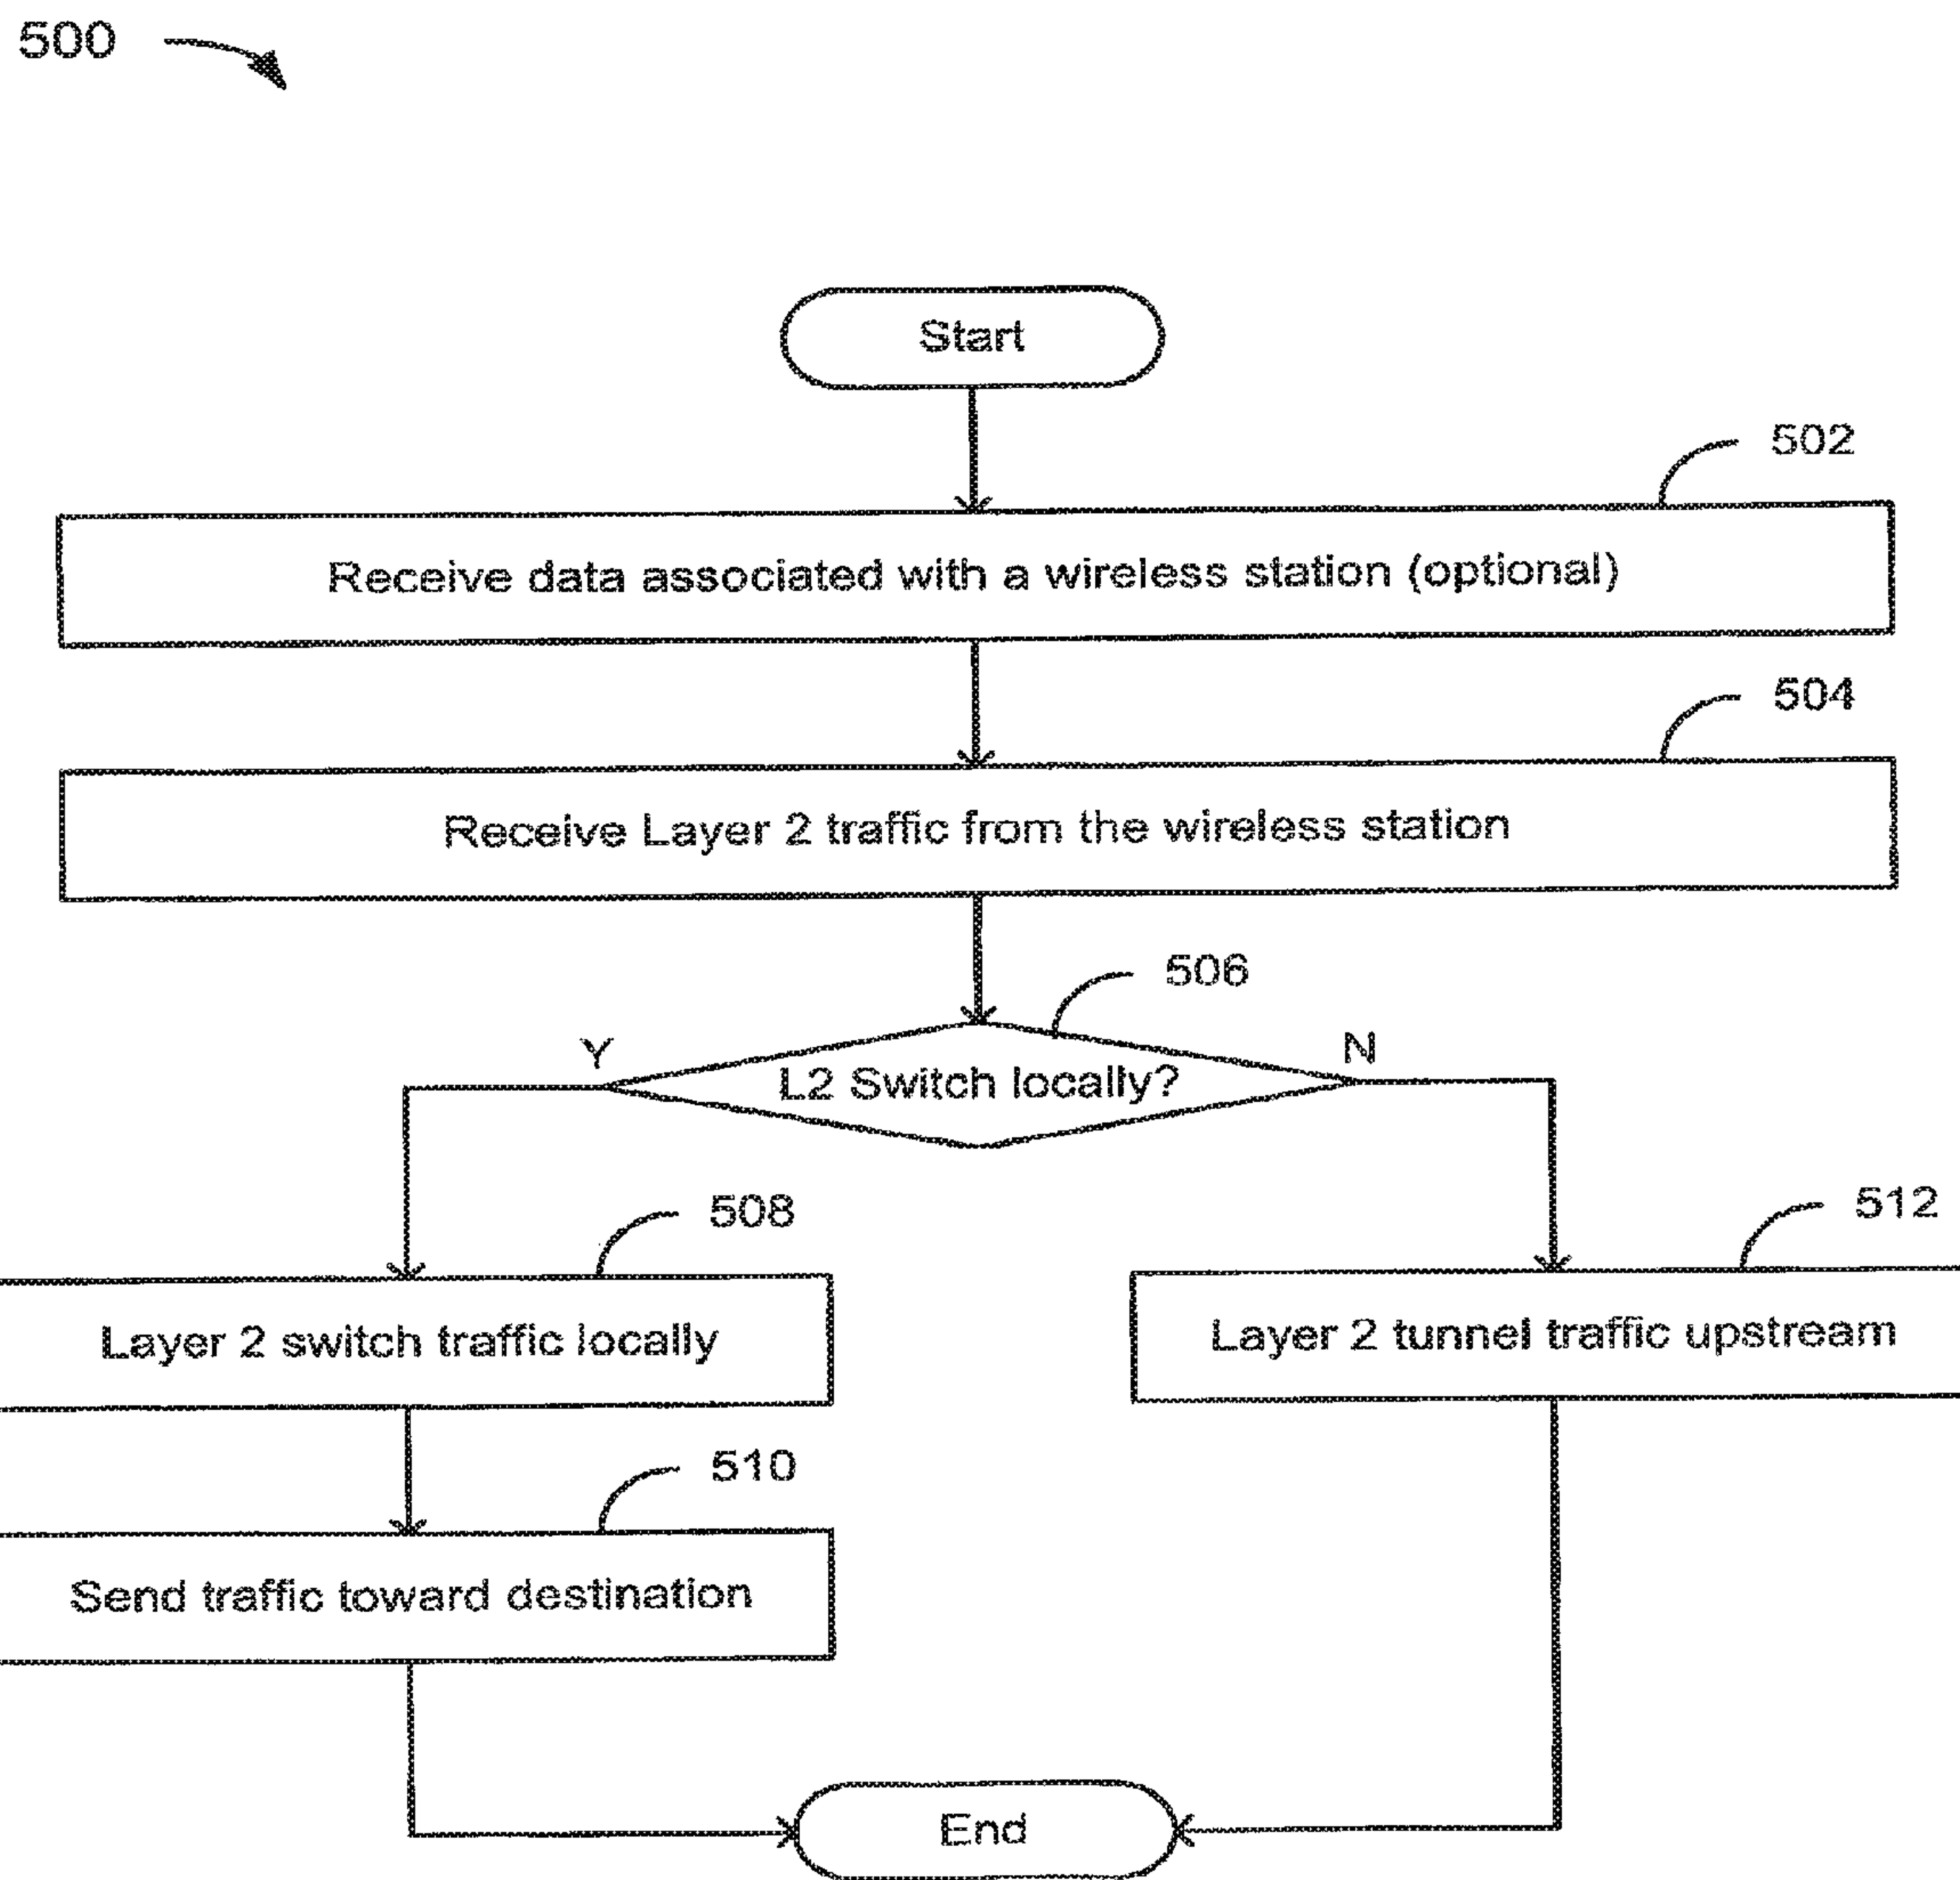 500
Start
502
Receive data associated with a wireless station (optional)
504
Receive Layer 2 traffic from the wireless station
506
Y
N
L2 Switch locally?
508
512
Layer 2 switch traffic locally
Layer 2 tunnel traffic upstream
510
Send traffic toward destination
End